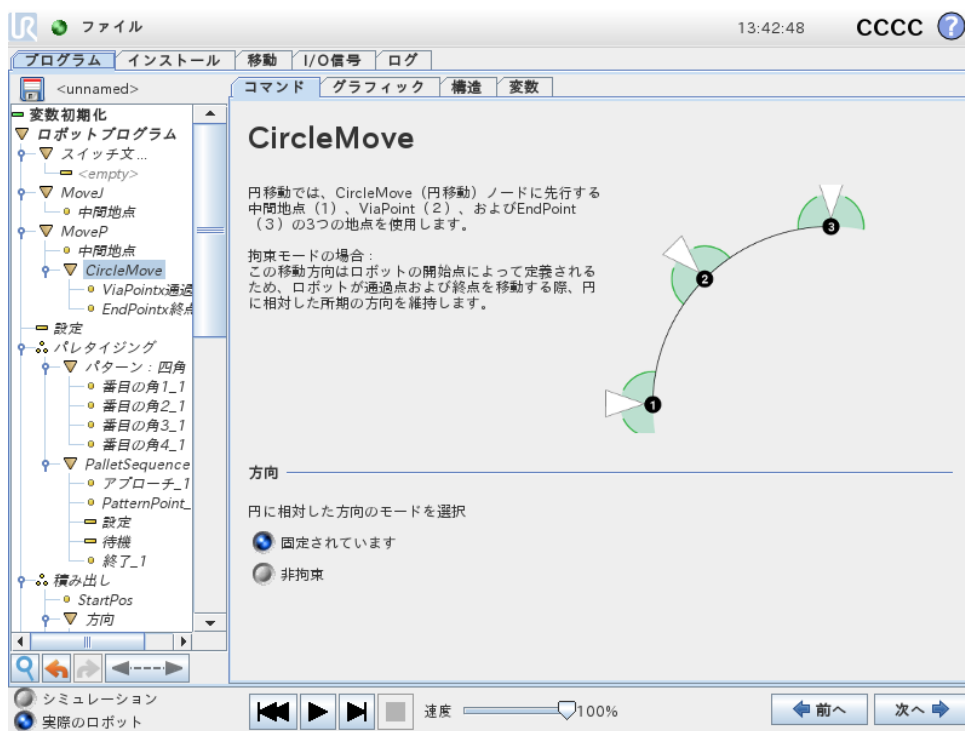 UR ファイル 13:42:48 CCCC ?
プログラム インストール 移動 I/O信号 ログ
<unnamed>
コマンド グラフィック 構造 変数
変数初期化
ロボットプログラム
スイッチ文...
<empty>
MoveJ
中間地点
MoveP
中間地点
CircleMove
ViaPointx通過
EndPointx終点
設定
パレタイジング
パターン：四角
番目の角1_1
番目の角2_1
番目の角3_1
番目の角4_1
PalletSequence
アプローチ_1
PatternPoint_
設定
待機
終了_1
積み出し
StartPos
方向
CircleMove
円移動では、CircleMove（円移動）ノードに先行する
中間地点（1）、ViaPoint（2）、およびEndPoint
（3）の3つの地点を使用します。
拘束モードの場合：
この移動方向はロボットの開始点によって定義される
ため、ロボットが通過点および終点を移動する際、円
に相対した所期の方向を維持します。
3
2
1
方向
円に相対した方向のモードを選択
固定されています
非拘束
シミュレーション
実際のロボット
速度 100%
前へ 次へ